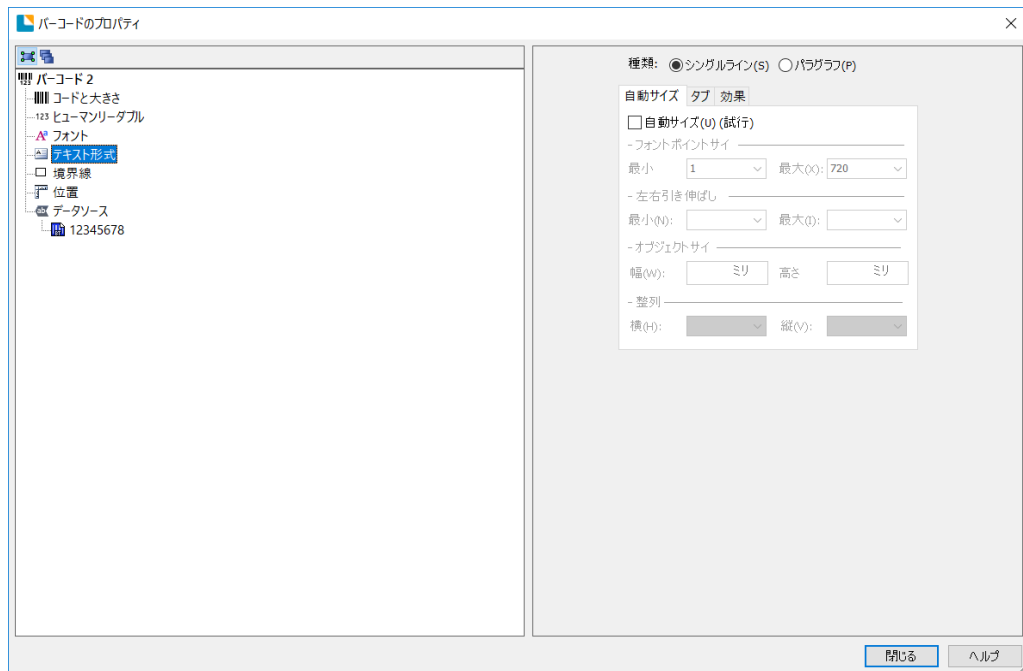 バーコードのプロパティ
バーコード 2
コードと大きさ
ヒューマンリーダブル
フォント
テキスト形式
境界線
位置
データソース
12345678
種類: シングルライン(S) パラグラフ(P)
自動サイズ タブ 効果
自動サイズ(U) (試行)
フォントポイントサイ
最小 1 最大(X): 720
左右引き伸ばし
最小(N): 最大(I):
オブジェクトサイ
幅(W): ミリ 高さ ミリ
整列
横(H): 縦(V):
閉じる ヘルプ